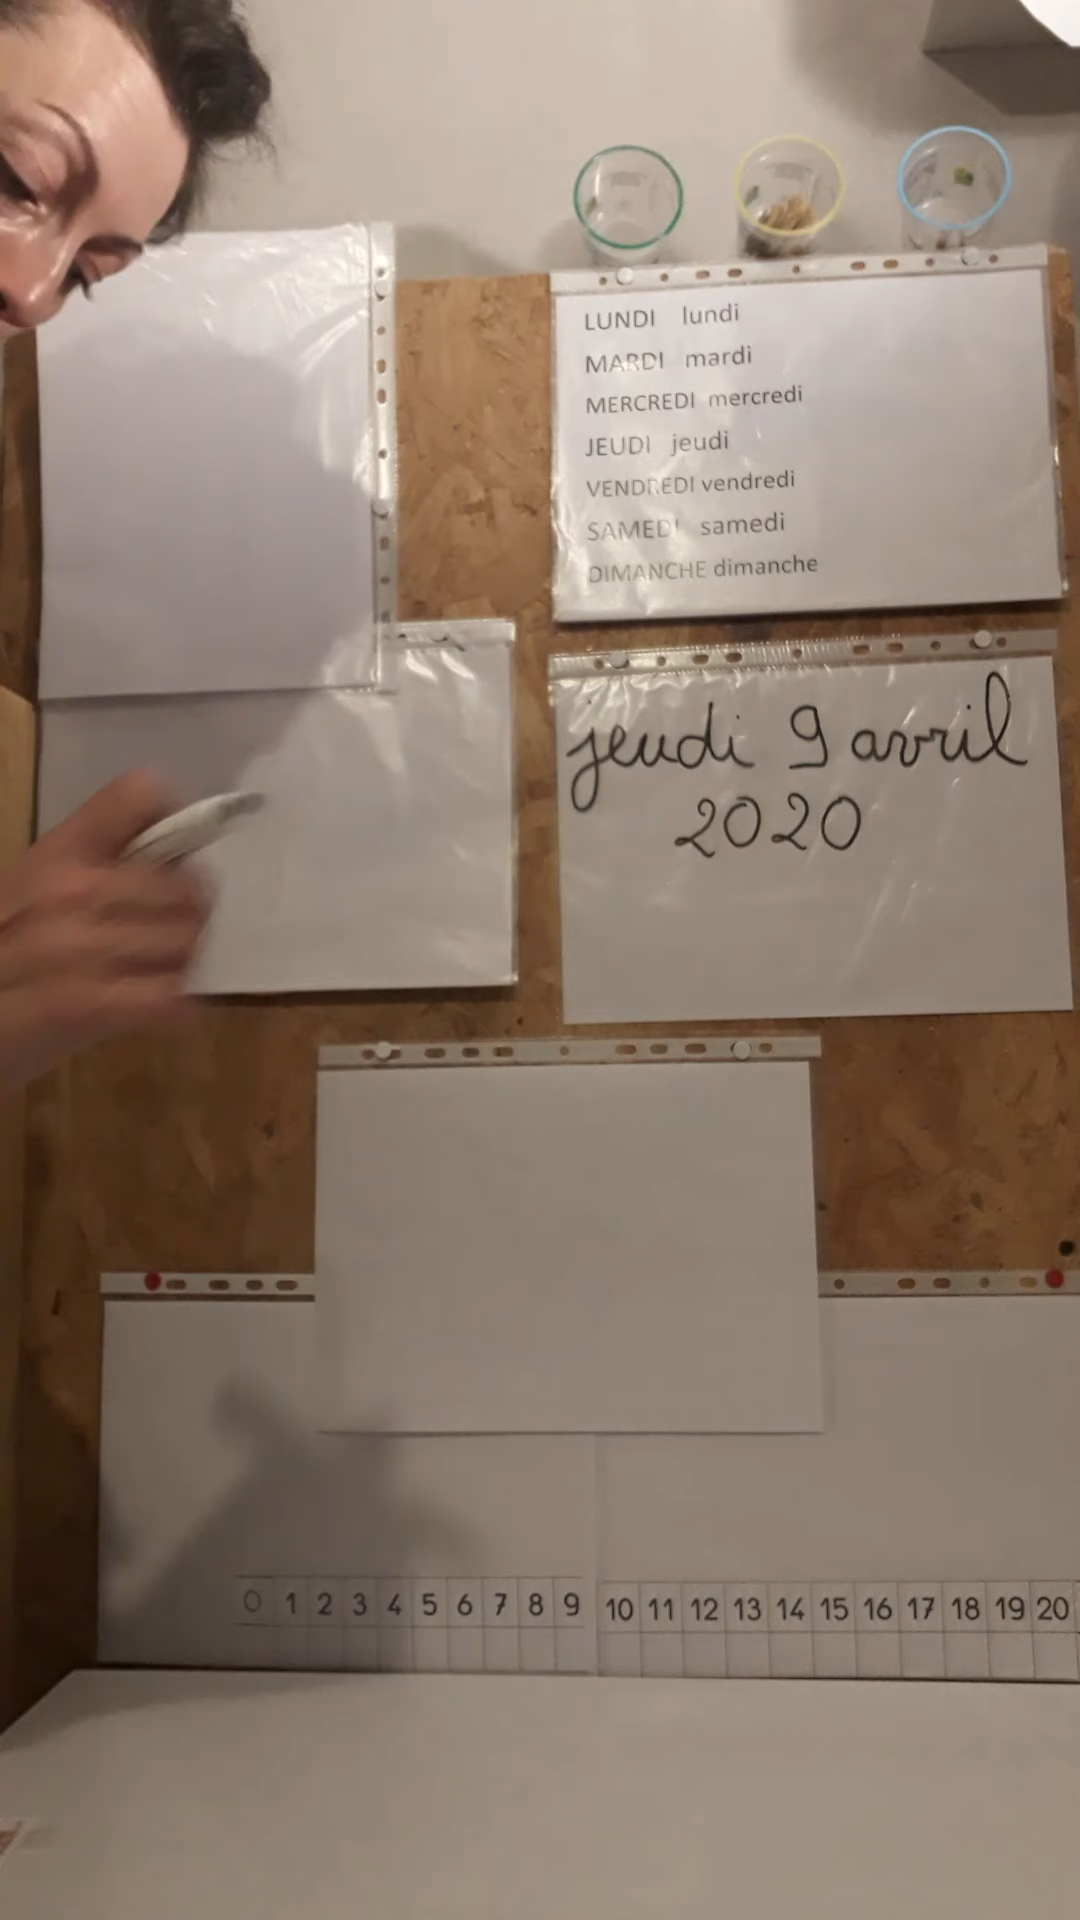 LUNDI lundi
MARDI mardi
MERCREDI mercredi
JEUDI jeudi
VENDREDI vendredi
SAMEDI samedi
DIMANCHE dimanche
jeudi 9 avril
2020
0 1 2 3 4 5 6 7 8 9 10 11 12 13 14 15 16 17 18 19 20